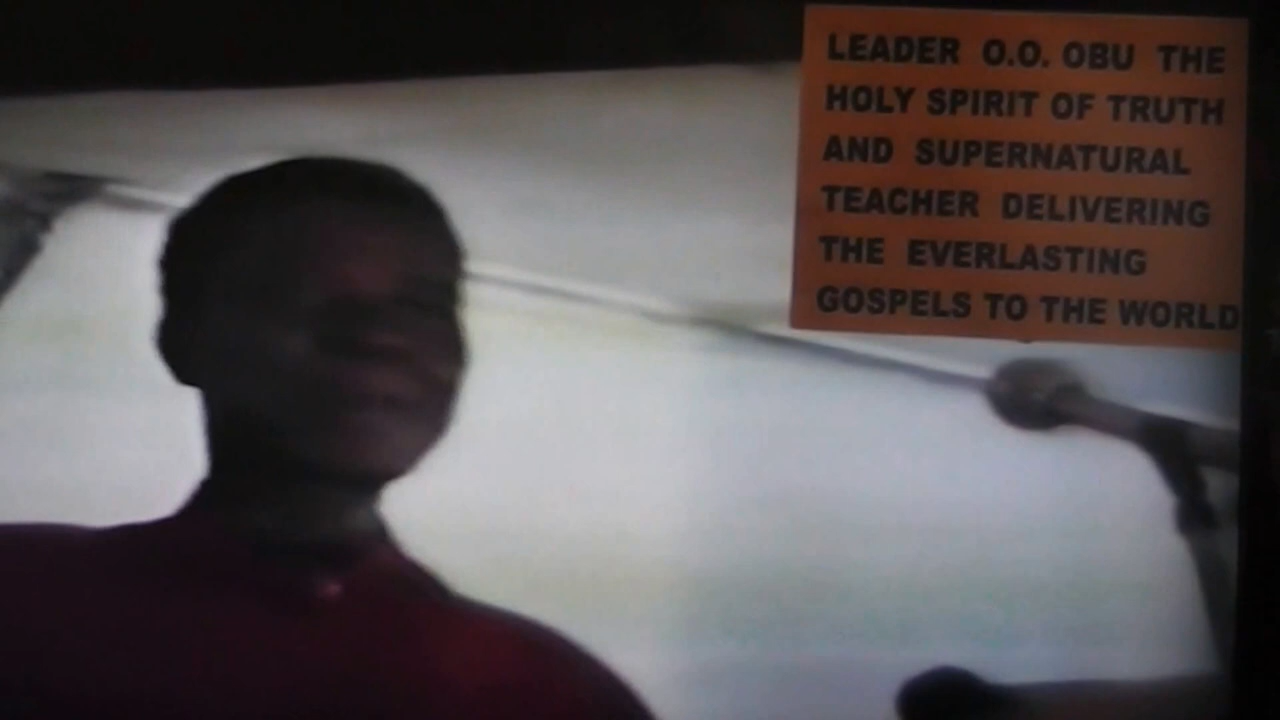 LEADER O.O. OBU THE
HOLY SPIRIT OF TRUTH
AND SUPERNATURAL
TEACHER DELIVERING
THE EVERLASTING
GOSPELS TO THE WORLD